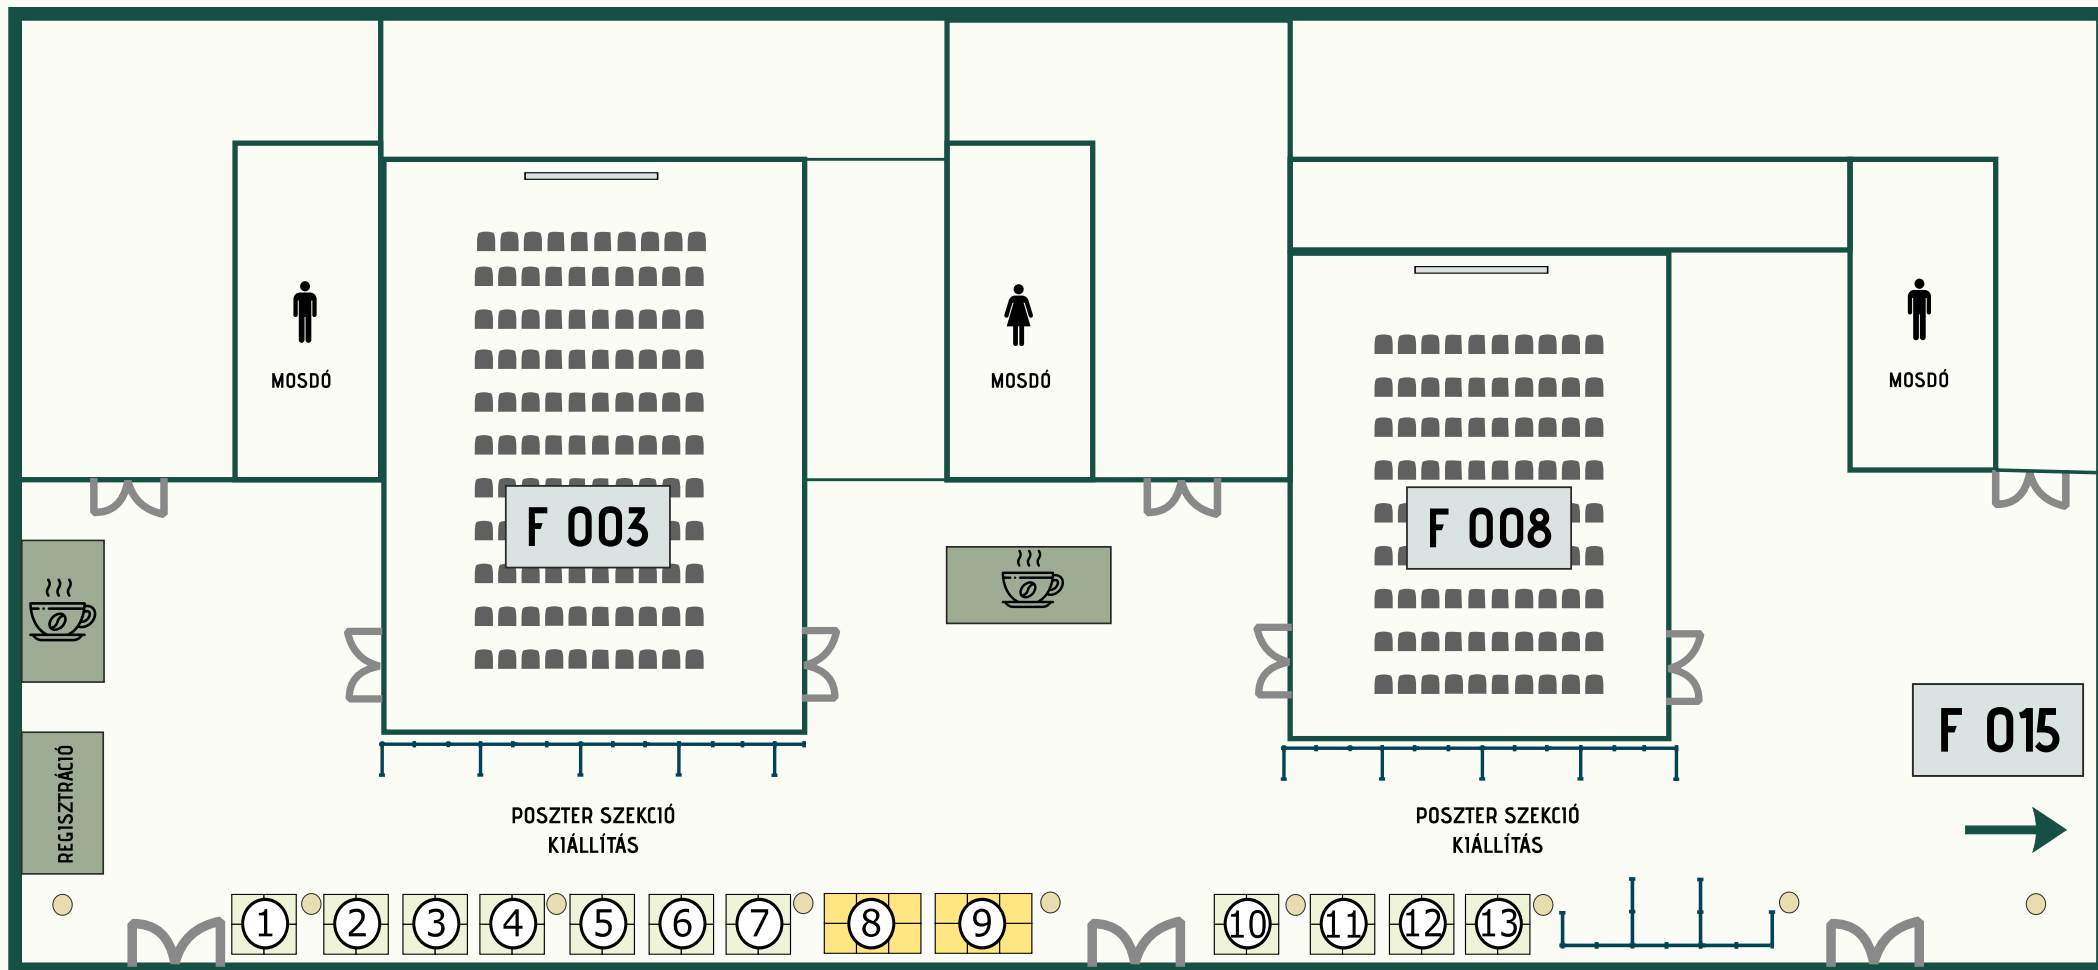 MOSDÓ
MOSDÓ
MOSDÓ
F 003
F 008
F 015
REGISZTRÁCIÓ
POSZTER SZEKCIÓ
KIÁLLÍTÁS
POSZTER SZEKCIÓ
KIÁLLÍTÁS
1 2 3 4 5 6 7 8 9 10 11 12 13